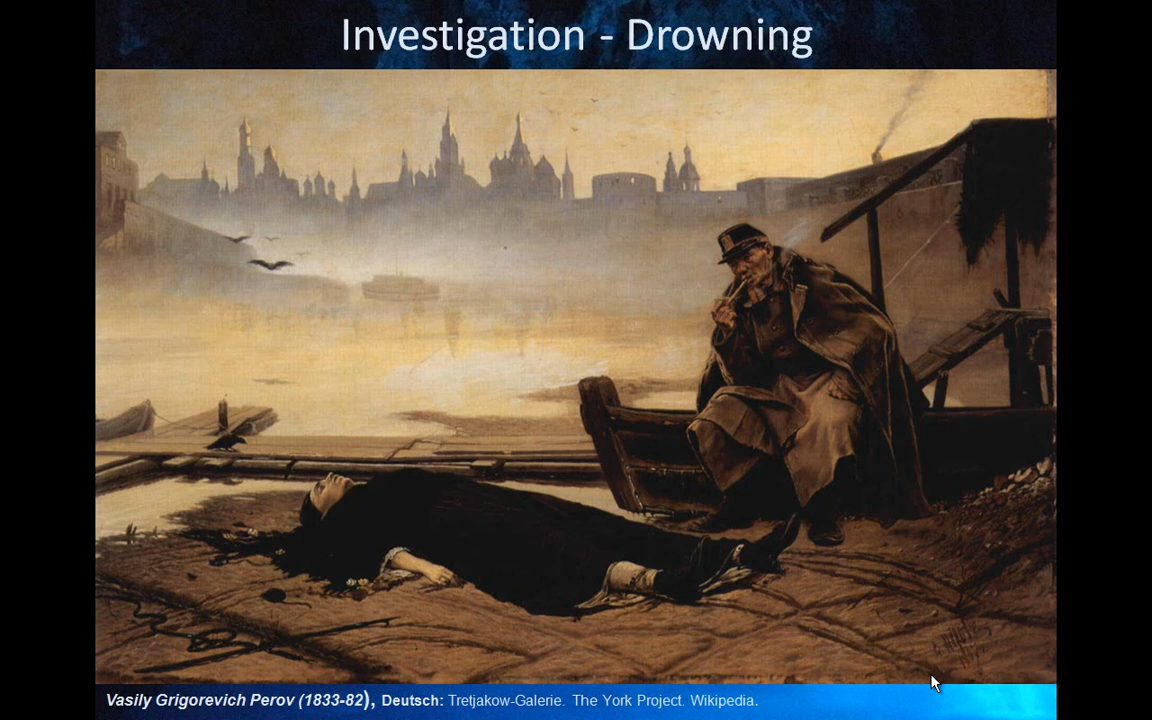 Investigation - Drowning
Vasily Grigorevich Perov (1833-82), Deutsch: Tretjakow-Galerie. The York Project. Wikipedia.